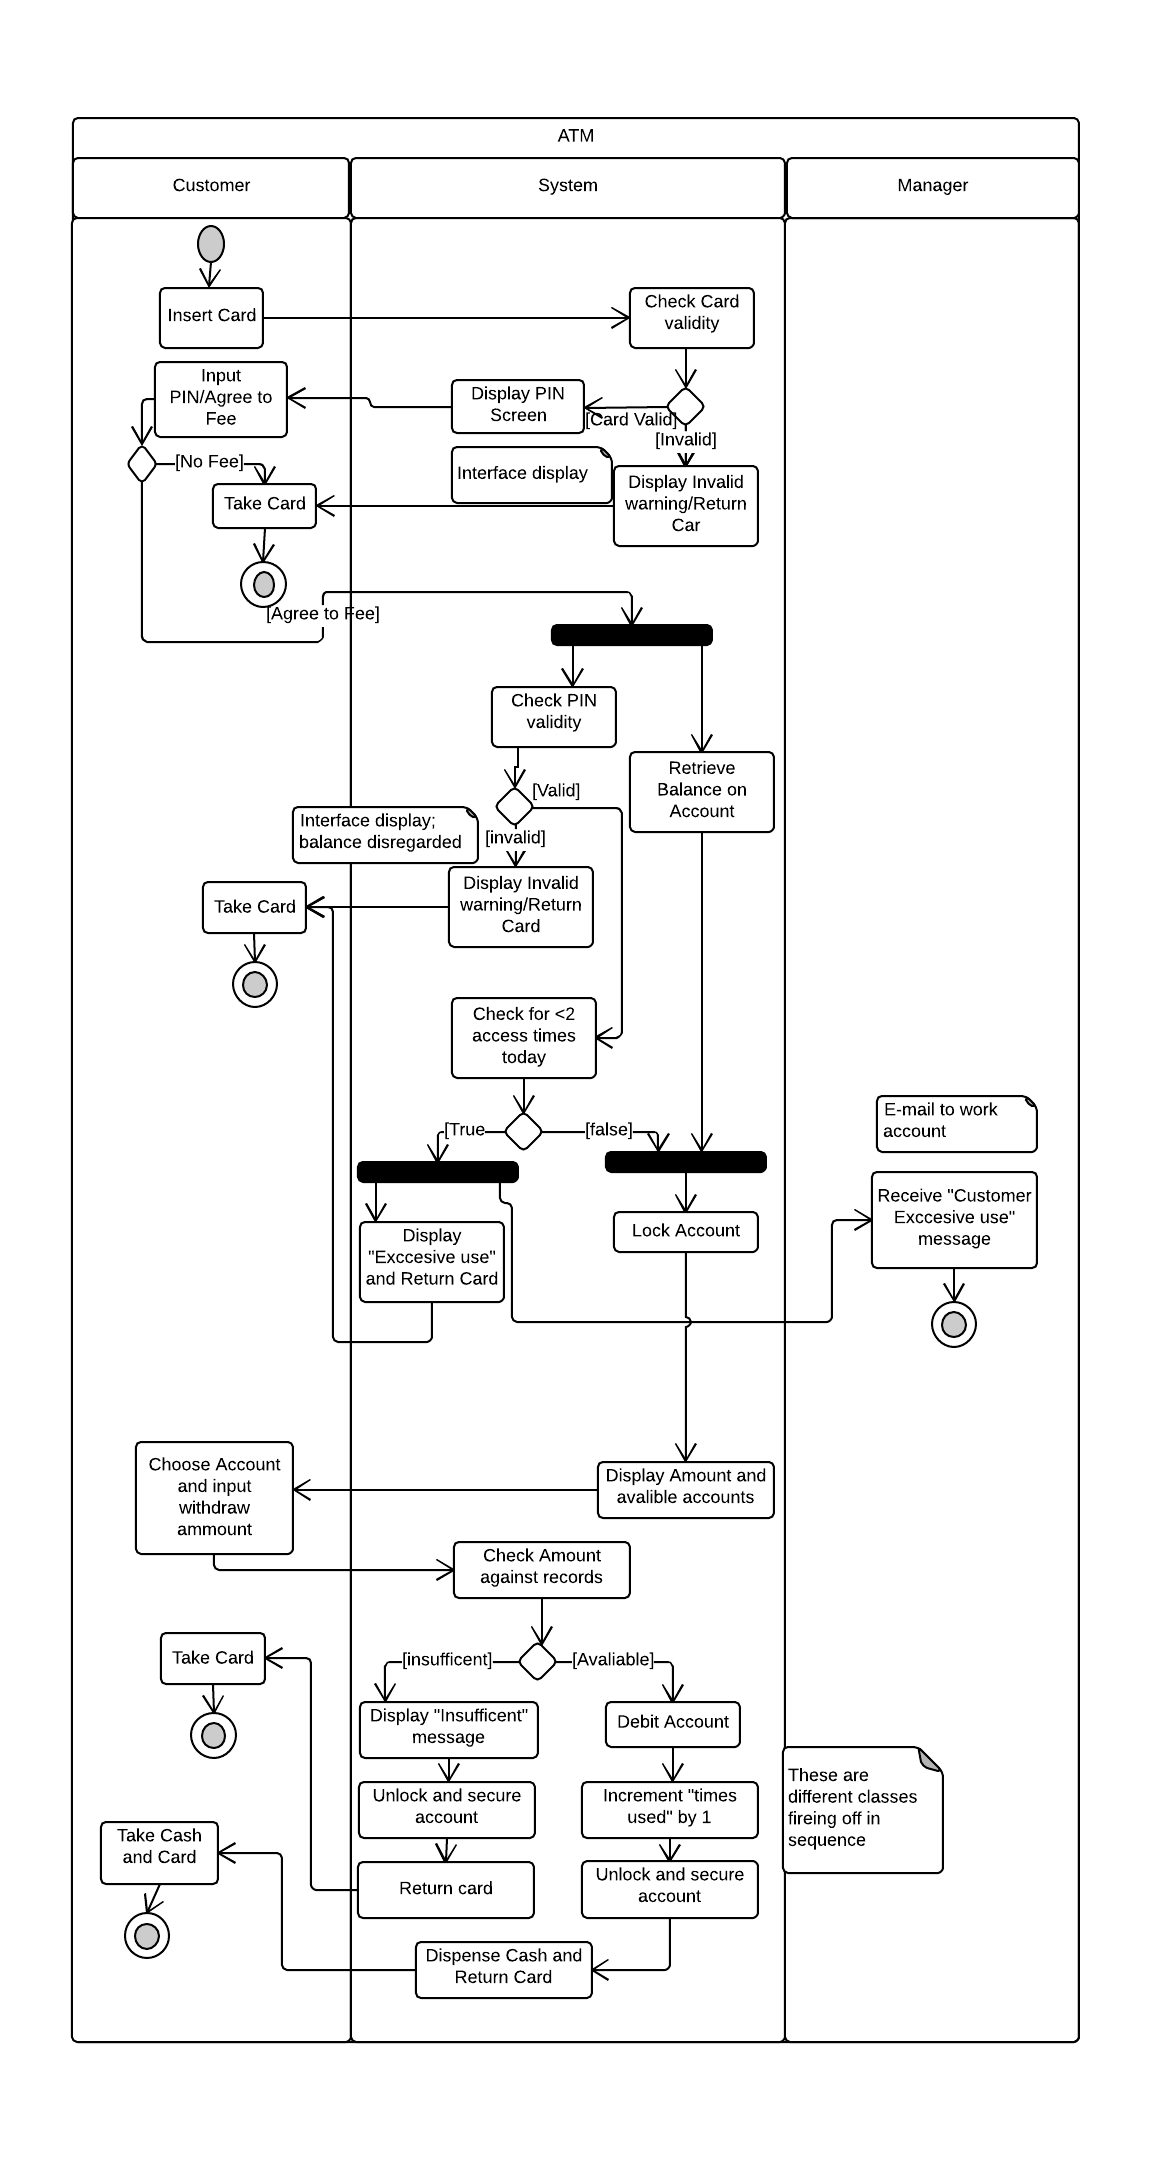 ATM
Customer
System
Manager
Insert Card
Check Card
validity
Input
PIN/Agree to
Fee
Display PIN
Screen
[Card Valid]
[Invalid]
[No Fee]
Interface display
Take Card
Display Invalid
warning/Return
Car
[Agree to Fee]
Check PIN
validity
Retrieve
Balance on
Account
[Valid]
Interface display;
balance disregarded
[invalid]
Take Card
Display Invalid
warning/Return
Card
Check for <2
access times
today
[True
[false]
E-mail to work
account
Receive "Customer
Exccesive use"
message
Display
"Exccesive use"
and Return Card
Lock Account
Choose Account
and input
withdraw
ammount
Display Amount and
avalible accounts
Check Amount
against records
Take Card
[insufficent]
[Avaliable]
Display "Insufficent"
message
Debit Account
Unlock and secure
account
Increment "times
used" by 1
These are
different classes
fireing off in
sequence
Take Cash
and Card
Return card
Unlock and secure
account
Dispense Cash and
Return Card